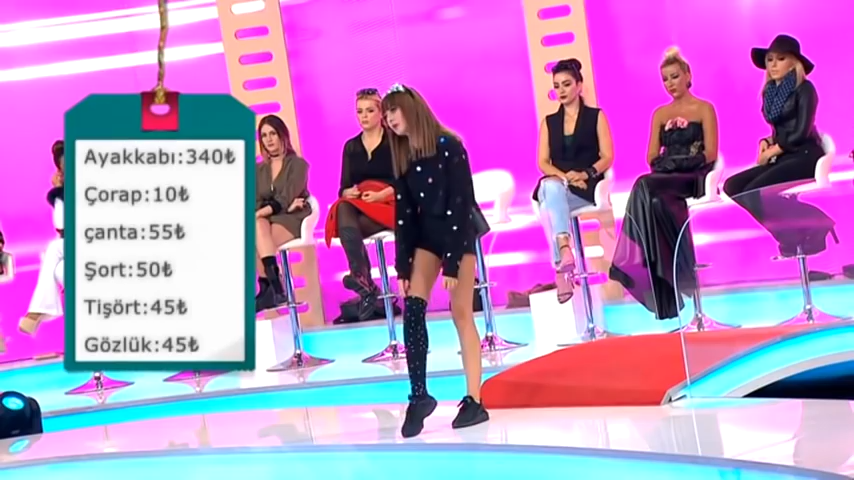 Ayakkabı:340₺
Çorap:10₺
çanta:55₺
Şort:50₺
Tişört:45₺
Gözlük:45₺